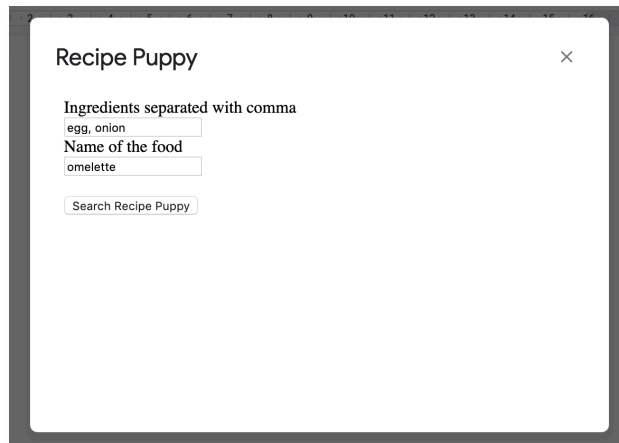 Recipe Puppy
Ingredients separated with comma
egg, onion
Name of the food
omelette
Search Recipe Puppy